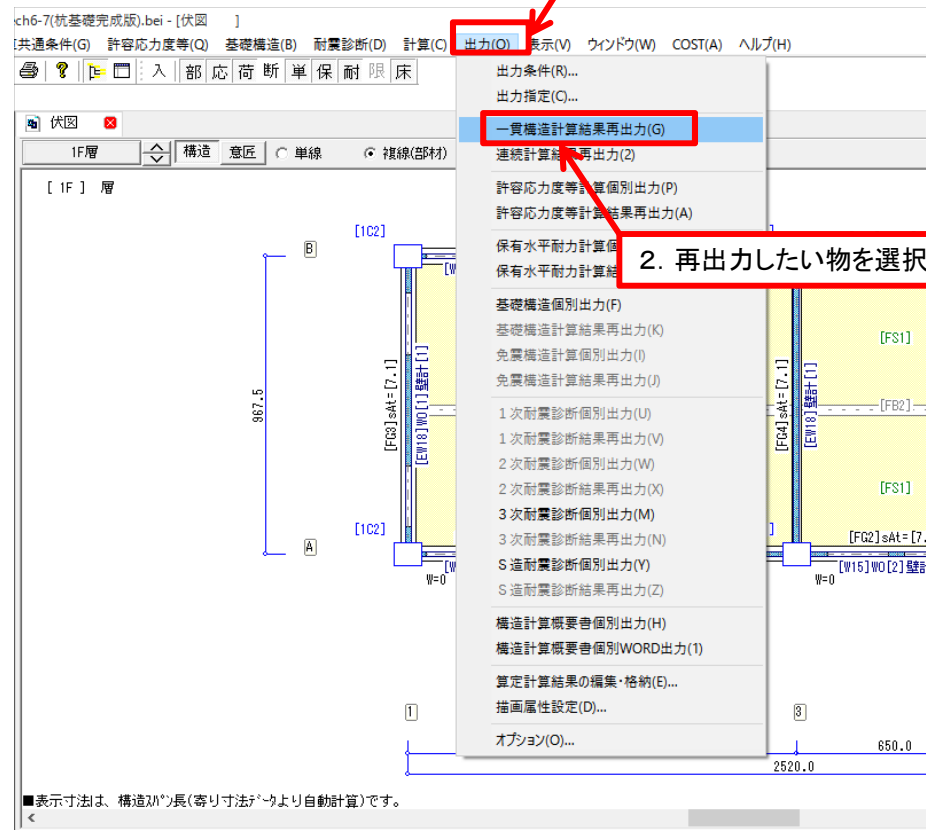 ch6-7(杭基礎完成版).bei - [伏図 ]
共通条件(G) 許容応力度等(Q) 基礎構造(B) 耐震診断(D) 計算(C) 出力(O) 表示(V) ウインドウ(W) COST(A) ヘルプ(H)
入 部 応 荷 断 単 保 耐 限 床
伏図
1F層 構造 意匠 単線 複線(部材)
[ 1F ] 層
出力条件(R)...
出力指定(C)...
一貫構造計算結果再出力(G)
連続計算結果再出力(2)
許容応力度等計算個別出力(P)
許容応力度等計算結果再出力(A)
保有水平耐力計算個
保有水平耐力計算結
2. 再出力したい物を選択
基礎構造個別出力(F)
基礎構造計算結果再出力(K)
免震構造計算個別出力(I)
免震構造計算結果再出力(J)
1次耐震診断個別出力(U)
1次耐震診断結果再出力(V)
2次耐震診断個別出力(W)
2次耐震診断結果再出力(X)
3次耐震診断個別出力(M)
3次耐震診断結果再出力(N)
S造耐震診断個別出力(Y)
S造耐震診断結果再出力(Z)
構造計算概要書個別出力(H)
構造計算概要書個別WORD出力(1)
算定計算結果の編集・格納(E)...
描画属性設定(D)...
オプション(O)...
[1C2]
B
[W
967.5
[FG3]sAt=[7.1]
[EW18]WO[1]壁計[1]
[1C2]
A
[W
W=0
[FS1]
[FG4]sAt=[7.1]
[EW18]
壁計[1]
[FB2]
[FS1]
[FG2]sAt=[7.
[W15]WO[2]壁計
W=0
1
3
650.0
2520.0
■表示寸法は、構造ｽﾊﾟﾝ長(寄り寸法ﾃﾞｰﾀより自動計算)です。